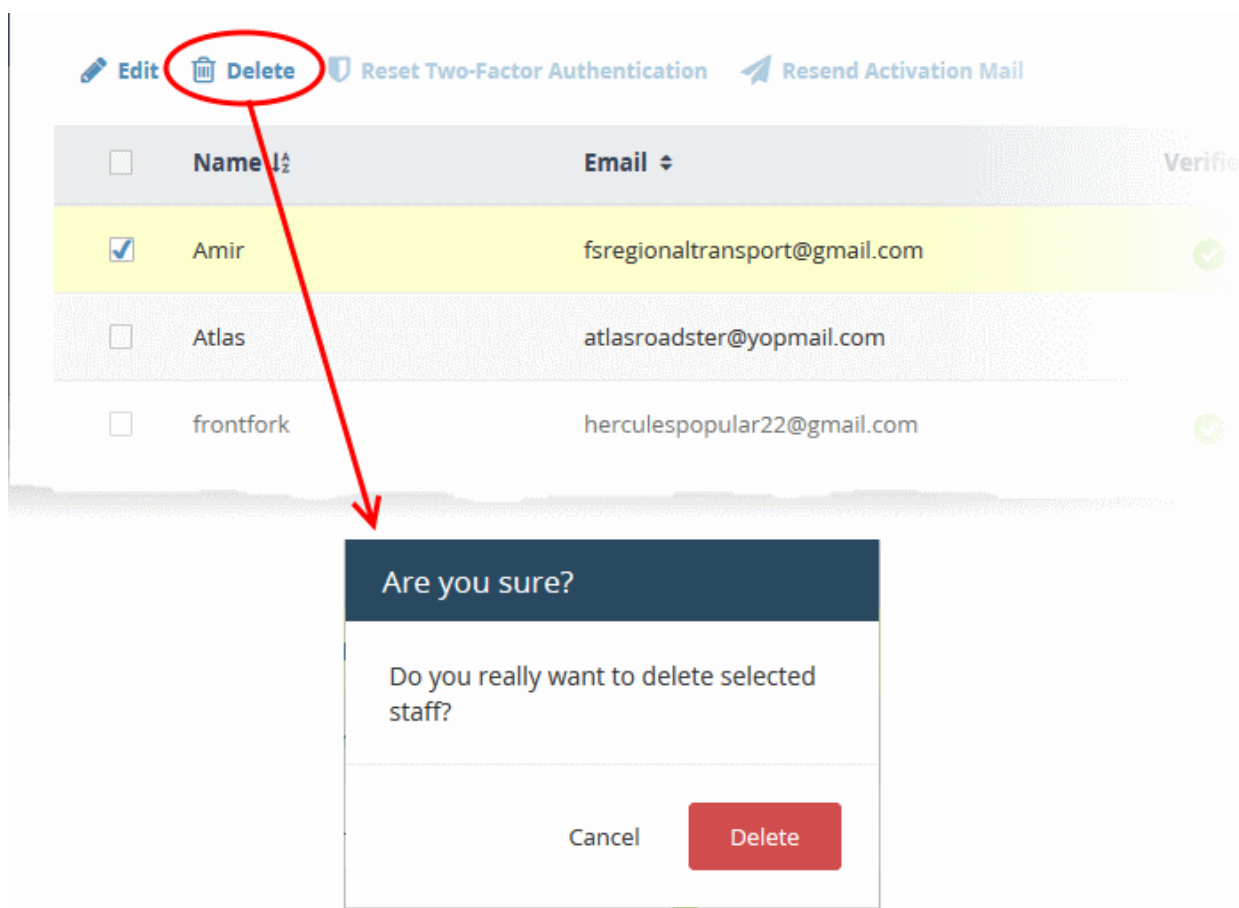 Edit Delete Reset Two-Factor Authentication Resend Activation Mail
Name Email Verifie
Amir fsregionaltransport@gmail.com
Atlas atlasroadster@yopmail.com
frontfork herculespopular22@gmail.com
Are you sure?
Do you really want to delete selected
staff?
Cancel Delete